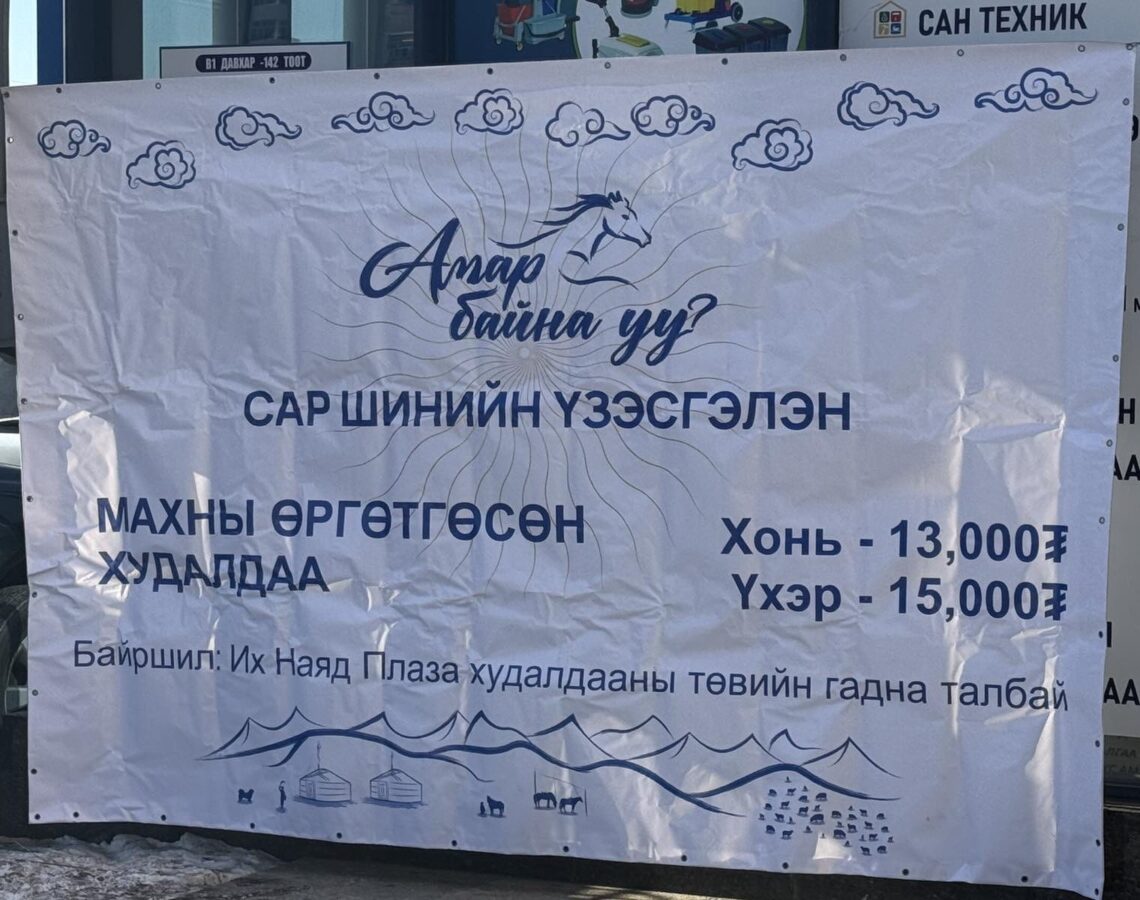 САН ТЕХНИК
В1 ДАВХАР -142 ТООТ
Амар
байна уу?
САР ШИНИЙН ҮЗЭСГЭЛЭН
МАХНЫ ӨРГӨТГӨСӨН
ХУДАЛДАА
Хонь - 13,000₮
Үхэр - 15,000₮
Байршил: Их Наяд Плаза худалдааны төвийн гадна талбай